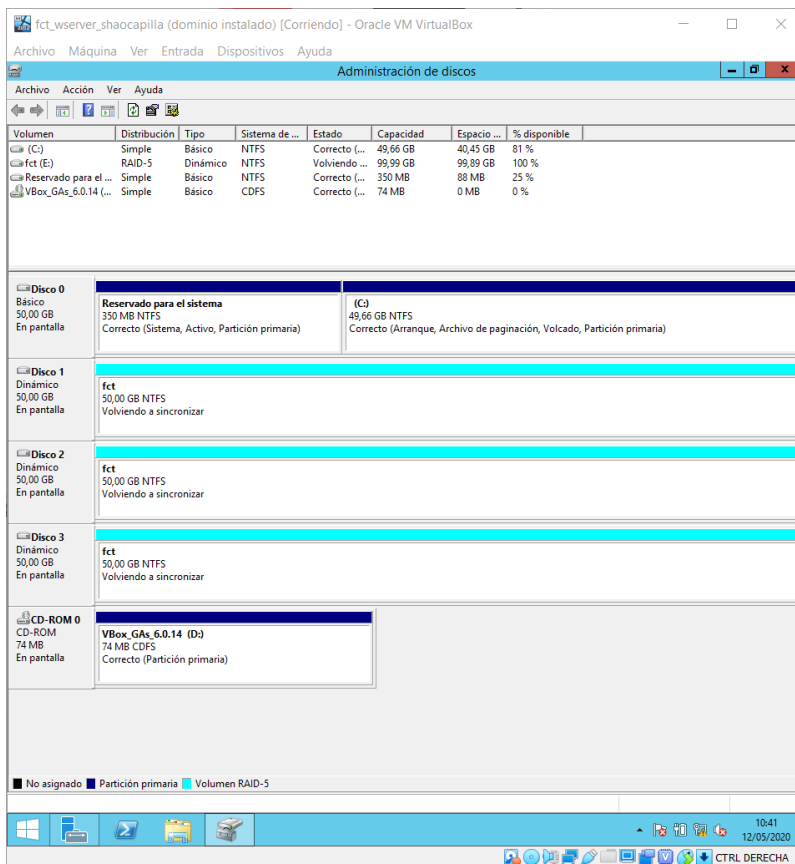 fct_wserver_shaocapilla (dominio instalado) [Corriendo] - Oracle VM VirtualBox
Archivo Máquina Ver Entrada Dispositivos Ayuda
Administración de discos
Archivo Acción Ver Ayuda
Volumen Distribución Tipo Sistema de ... Estado Capacidad Espacio ... % disponible
(C:) Simple Básico NTFS Correcto (... 49,66 GB 40,45 GB 81 %
fct (E:) RAID-5 Dinámico NTFS Volviendo ... 99,99 GB 99,89 GB 100 %
Reservado para el ... Simple Básico NTFS Correcto (... 350 MB 88 MB 25 %
VBox_GAs_6.0.14 (... Simple Básico CDFS Correcto (... 74 MB 0 MB 0 %
Disco 0
Básico
50,00 GB
En pantalla
Reservado para el sistema
350 MB NTFS
Correcto (Sistema, Activo, Partición primaria)
(C:)
49,66 GB NTFS
Correcto (Arranque, Archivo de paginación, Volcado, Partición primaria)
Disco 1
Dinámico
50,00 GB
En pantalla
fct
50,00 GB NTFS
Volviendo a sincronizar
Disco 2
Dinámico
50,00 GB
En pantalla
fct
50,00 GB NTFS
Volviendo a sincronizar
Disco 3
Dinámico
50,00 GB
En pantalla
fct
50,00 GB NTFS
Volviendo a sincronizar
CD-ROM 0
CD-ROM
74 MB
En pantalla
VBox_GAs_6.0.14 (D:)
74 MB CDFS
Correcto (Partición primaria)
No asignado Partición primaria Volumen RAID-5
10:41
12/05/2020
CTRL DERECHA